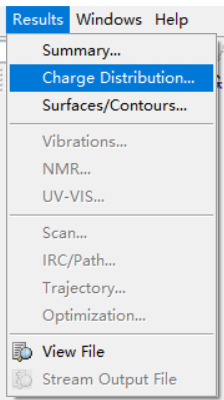 Results Windows Help
Summary...
Charge Distribution...
Surfaces/Contours...
Vibrations...
NMR...
UV-VIS...
Scan...
IRC/Path...
Trajectory...
Optimization...
View File
Stream Output File